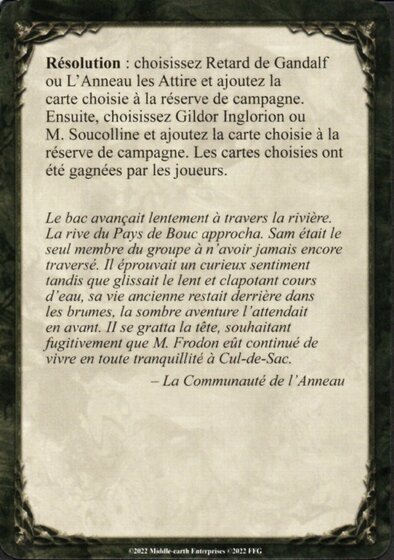 Résolution : choisissez Retard de Gandalf
ou L'Anneau les Attire et ajoutez la
carte choisie à la réserve de campagne.
Ensuite, choisissez Gildor Inglorion ou
M. Soucolline et ajoutez la carte choisie à la
réserve de campagne. Les cartes choisies ont
été gagnées par les joueurs.
Le bac avançait lentement à travers la rivière.
La rive du Pays de Bouc approcha. Sam était le
seul membre du groupe à n'avoir jamais encore
traversé. Il éprouvait un curieux sentiment
tandis que glissait le lent et clapotant cours
d'eau, sa vie ancienne restait derrière dans
les brumes, la sombre aventure l'attendait
en avant. Il se gratta la tête, souhaitant
fugitivement que M. Frodon eût continué de
vivre en toute tranquillité à Cul-de-Sac.
– La Communauté de l'Anneau
©2022 Middle-earth Enterprises ©2022 FFG